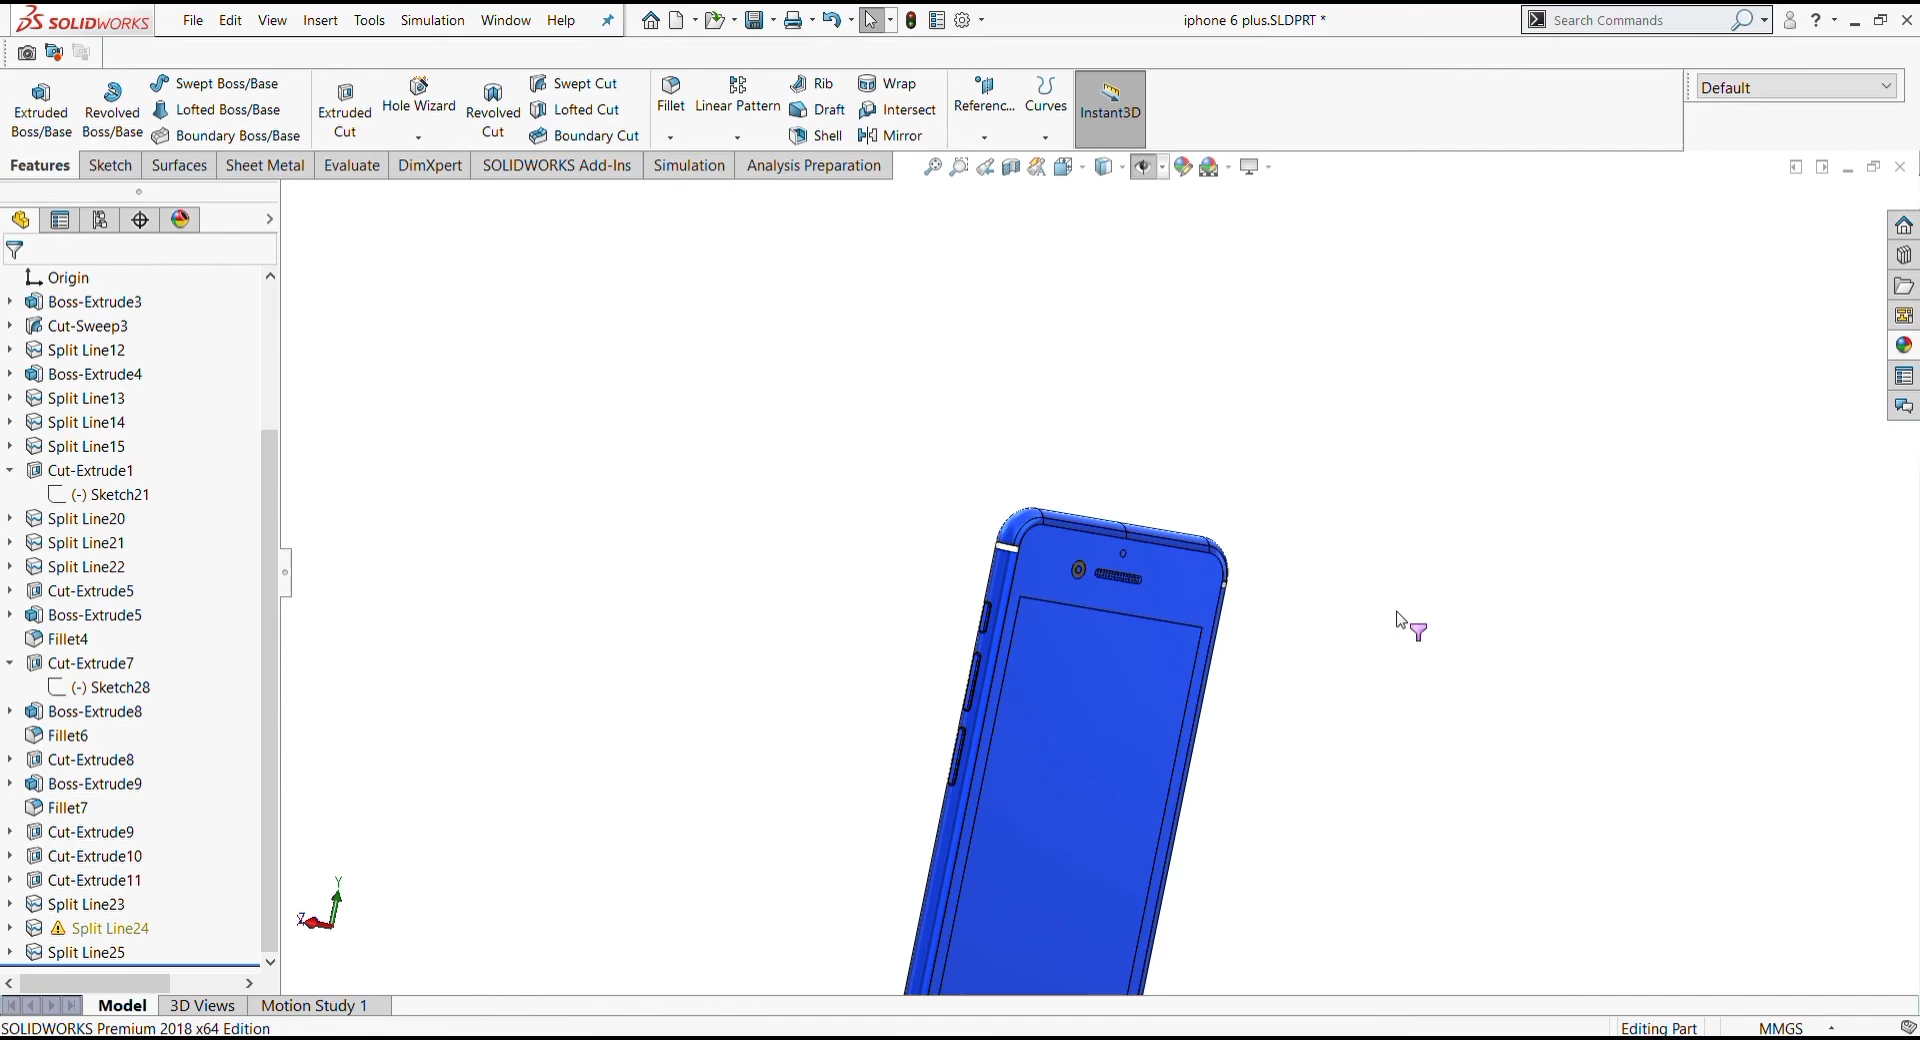 SOLIDWORKS
File Edit View Insert Tools Simulation Window Help
iphone 6 plus.SLDPRT *
Search Commands
?
Extruded Boss/Base
Revolved Boss/Base
Swept Boss/Base
Lofted Boss/Base
Boundary Boss/Base
Extruded Cut
Hole Wizard
Revolved Cut
Swept Cut
Lofted Cut
Boundary Cut
Fillet
Linear Pattern
Rib
Draft
Shell
Wrap
Intersect
Mirror
Referenc...
Curves
Instant3D
Default
Features Sketch Surfaces Sheet Metal Evaluate DimXpert SOLIDWORKS Add-Ins Simulation Analysis Preparation
Origin
Boss-Extrude3
Cut-Sweep3
Split Line12
Boss-Extrude4
Split Line13
Split Line14
Split Line15
Cut-Extrude1
(-) Sketch21
Split Line20
Split Line21
Split Line22
Cut-Extrude5
Boss-Extrude5
Fillet4
Cut-Extrude7
(-) Sketch28
Boss-Extrude8
Fillet6
Cut-Extrude8
Boss-Extrude9
Fillet7
Cut-Extrude9
Cut-Extrude10
Cut-Extrude11
Split Line23
Split Line24
Split Line25
Y
Z
Model 3D Views Motion Study 1
SOLIDWORKS Premium 2018 x64 Edition
Editing Part MMGS